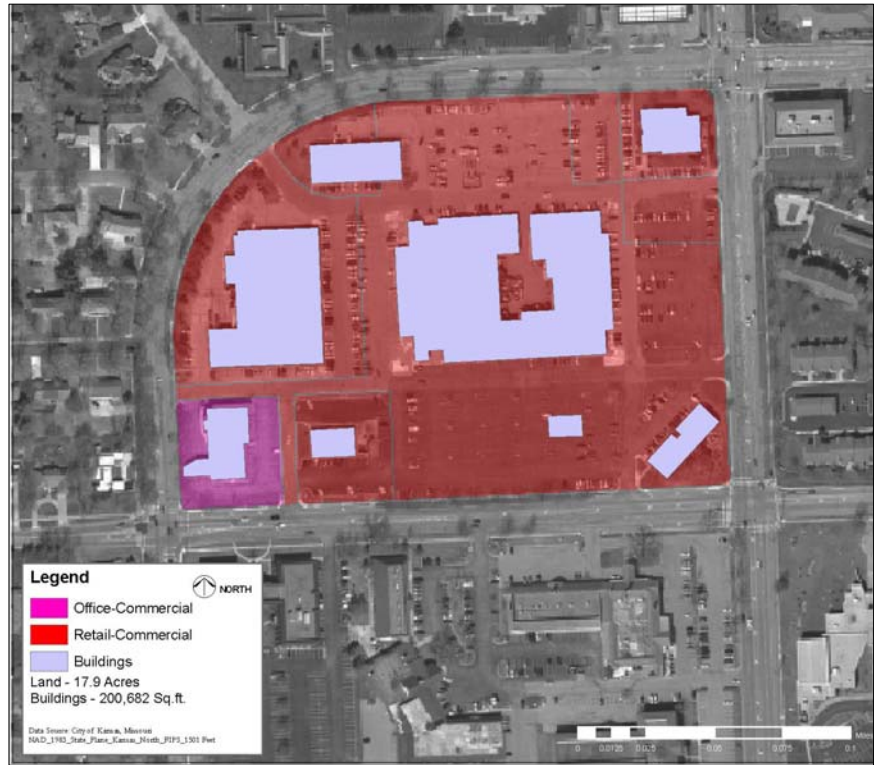 Legend
NORTH
Office-Commercial
Retail-Commercial
Buildings
Land - 17.9 Acres
Buildings - 200,682 Sq.ft.
Data Source: City of Kansas, Missouri
NAD_1983_State_Plane_Kansas_North_FIPS_1501 Feet
Miles
0 0.0125 0.025 0.05 0.075 0.1